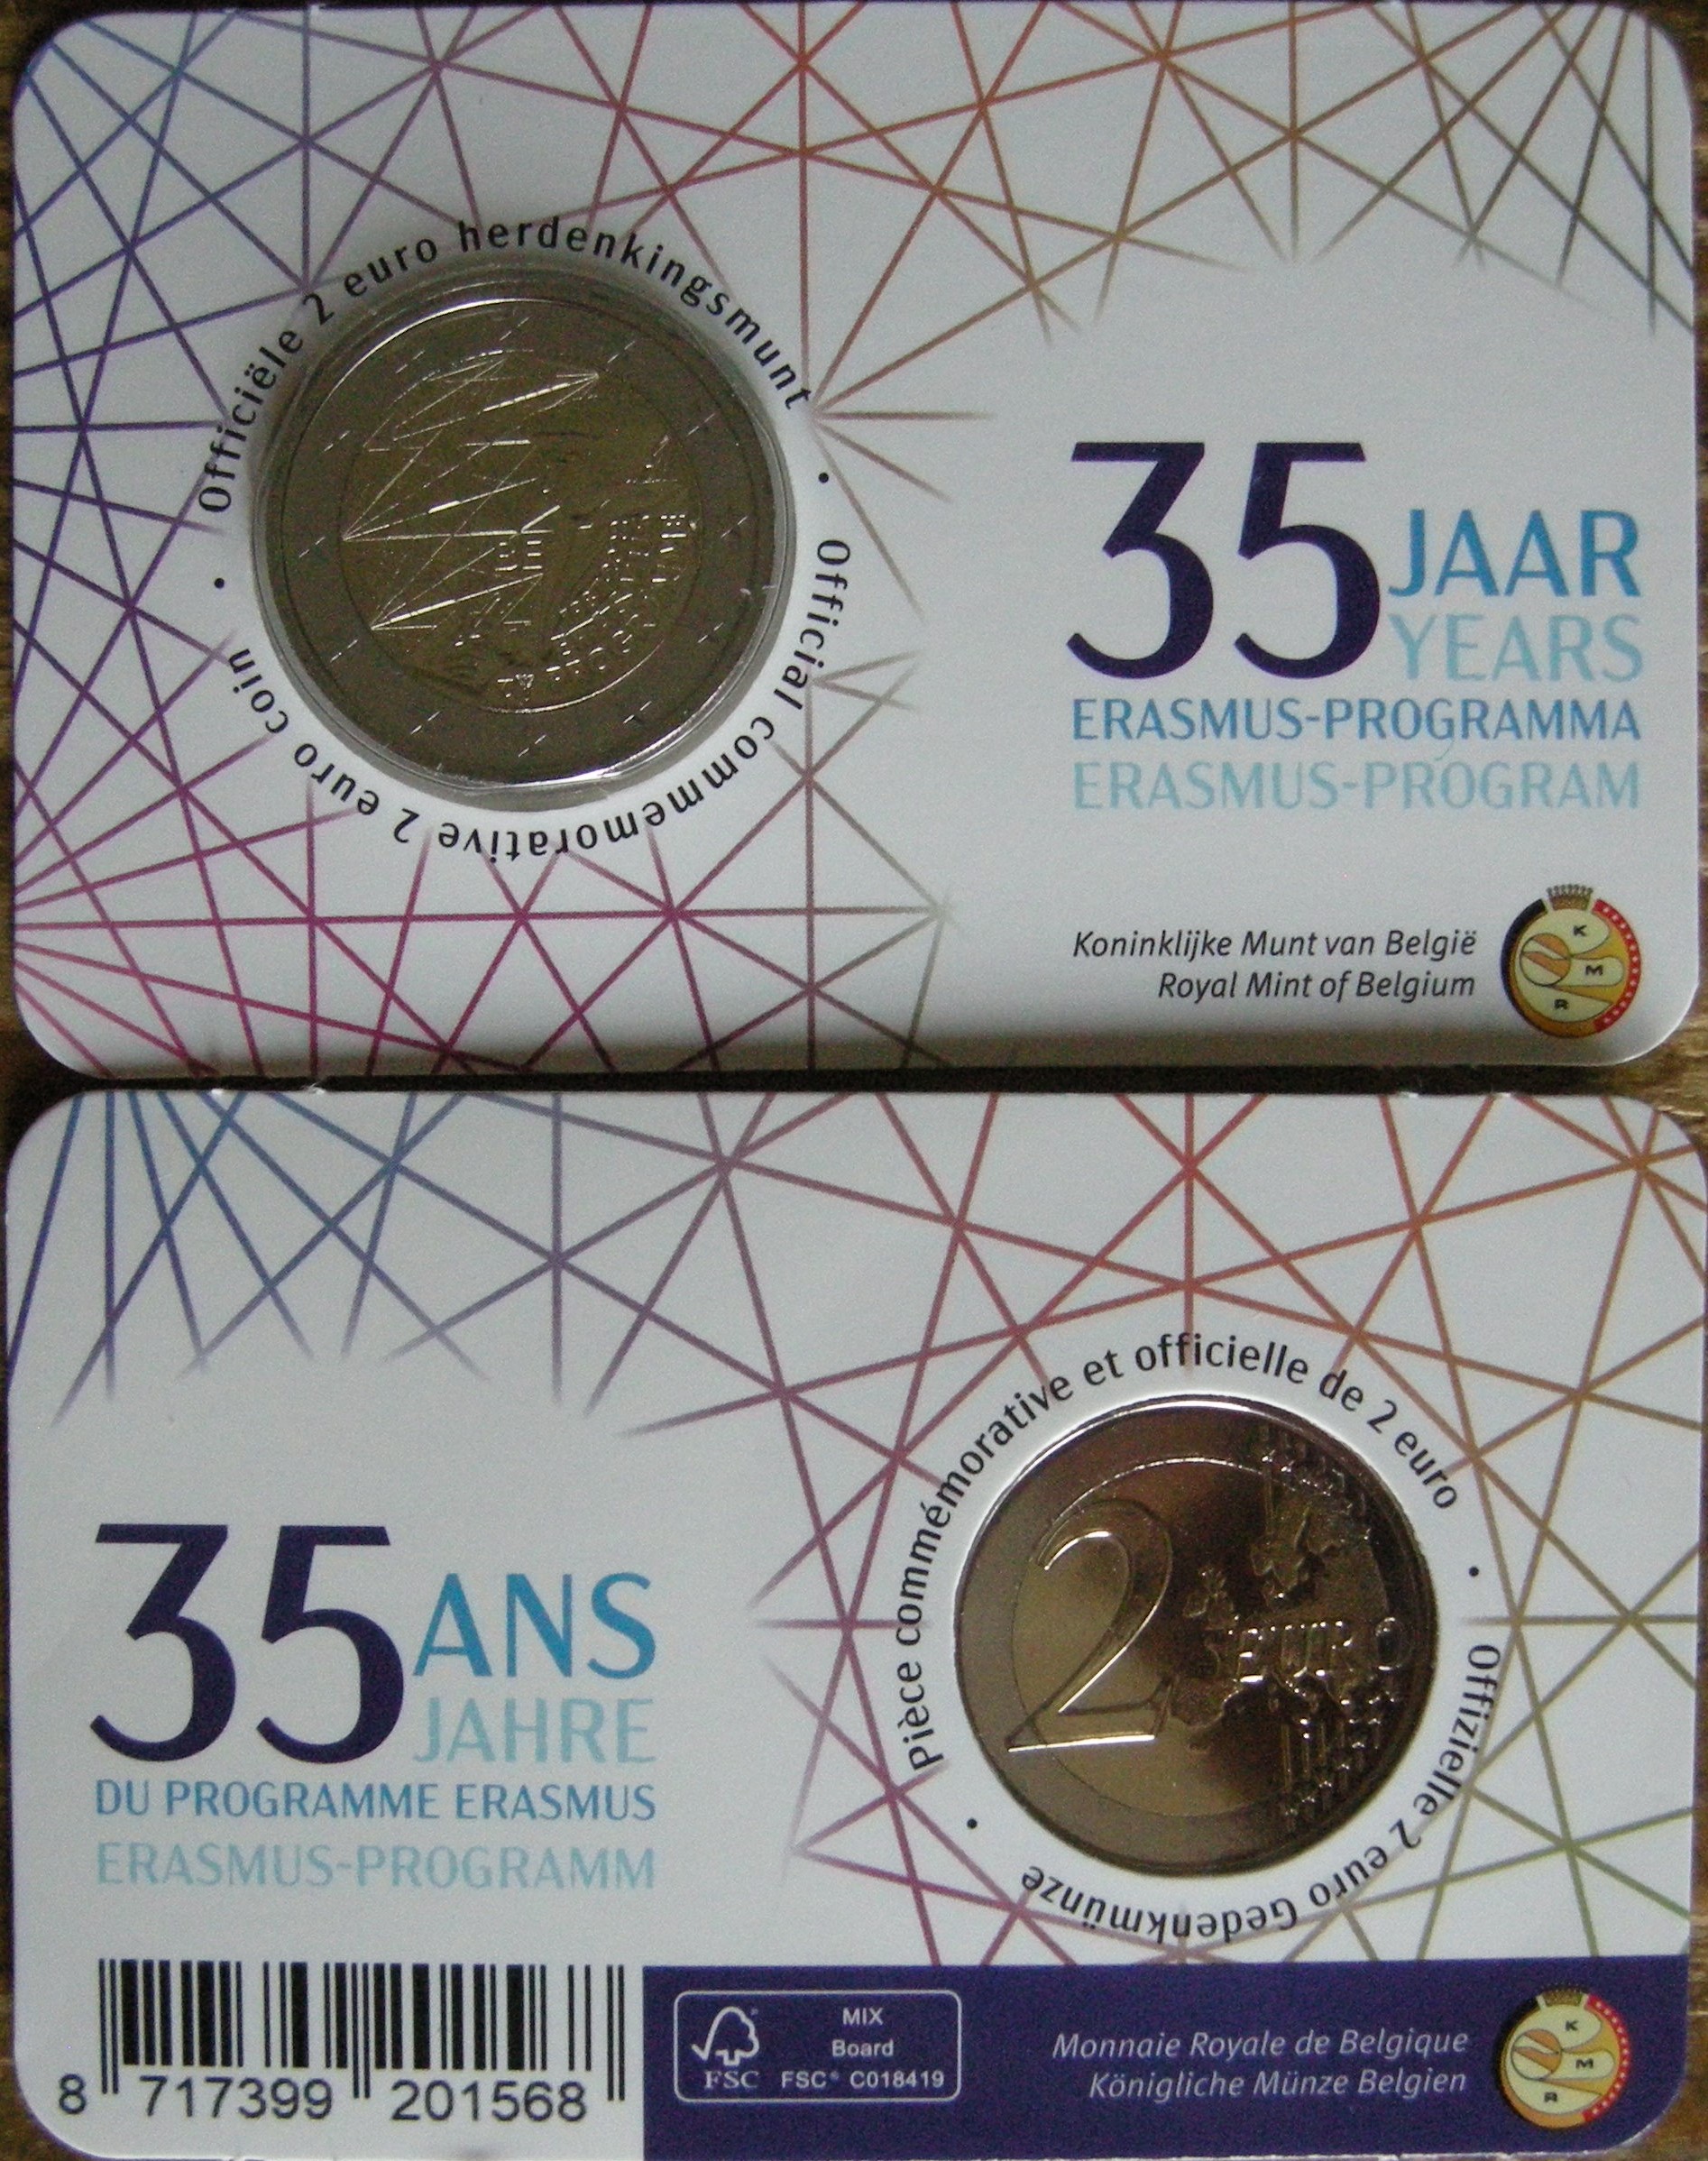 Officiële 2 euro herdenkingsmunt
•
Official commemorative 2 euro coin
•
35 JAAR
YEARS
ERASMUS-PROGRAMMA
ERASMUS-PROGRAM
Koninklijke Munt van België
Royal Mint of Belgium
K
M
R
35 ANS
JAHRE
DU PROGRAMME ERASMUS
ERASMUS-PROGRAMM
Pièce commémorative et officielle de 2 euro
•
Offizielle 2 euro Gedenkmünze
•
2 EURO
8 717399 201568
FSC
MIX
Board
FSC® C018419
Monnaie Royale de Belgique
Königliche Münze Belgien
K
M
R